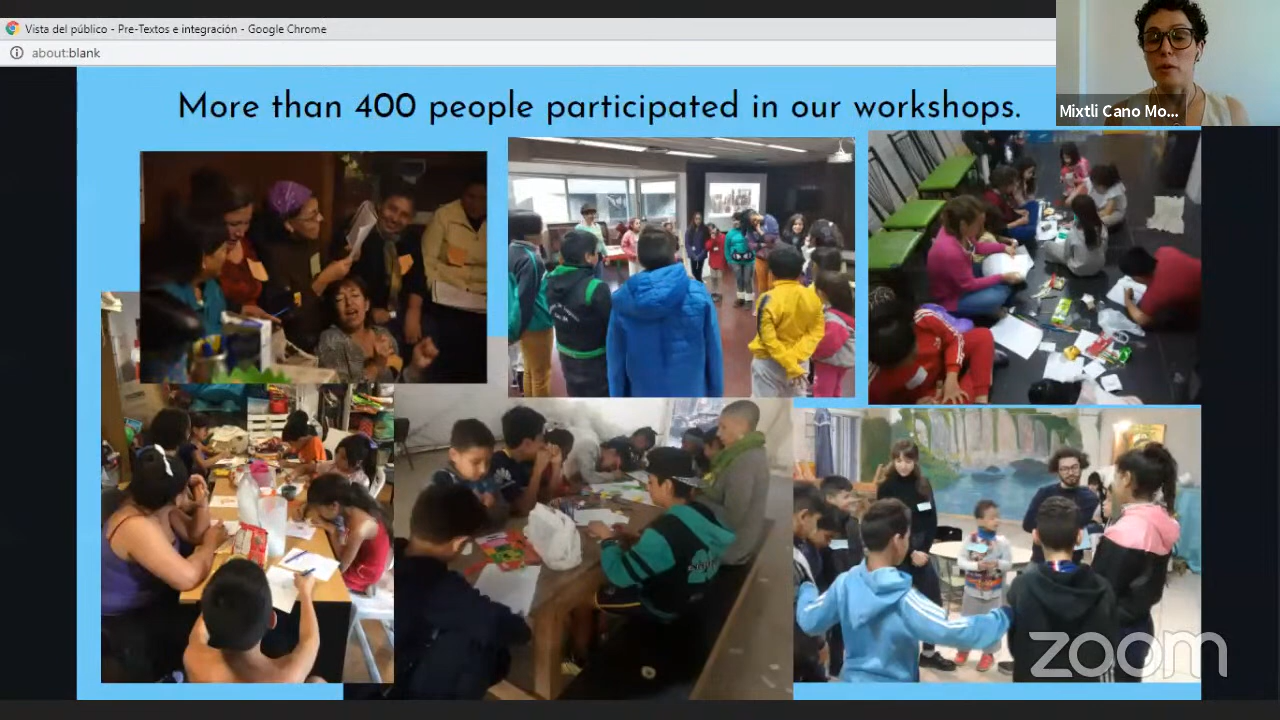 Vista del público - Pre-Textos e integración - Google Chrome
about:blank
More than 400 people participated in our workshops.
Mixtli Cano Mo...
zoom